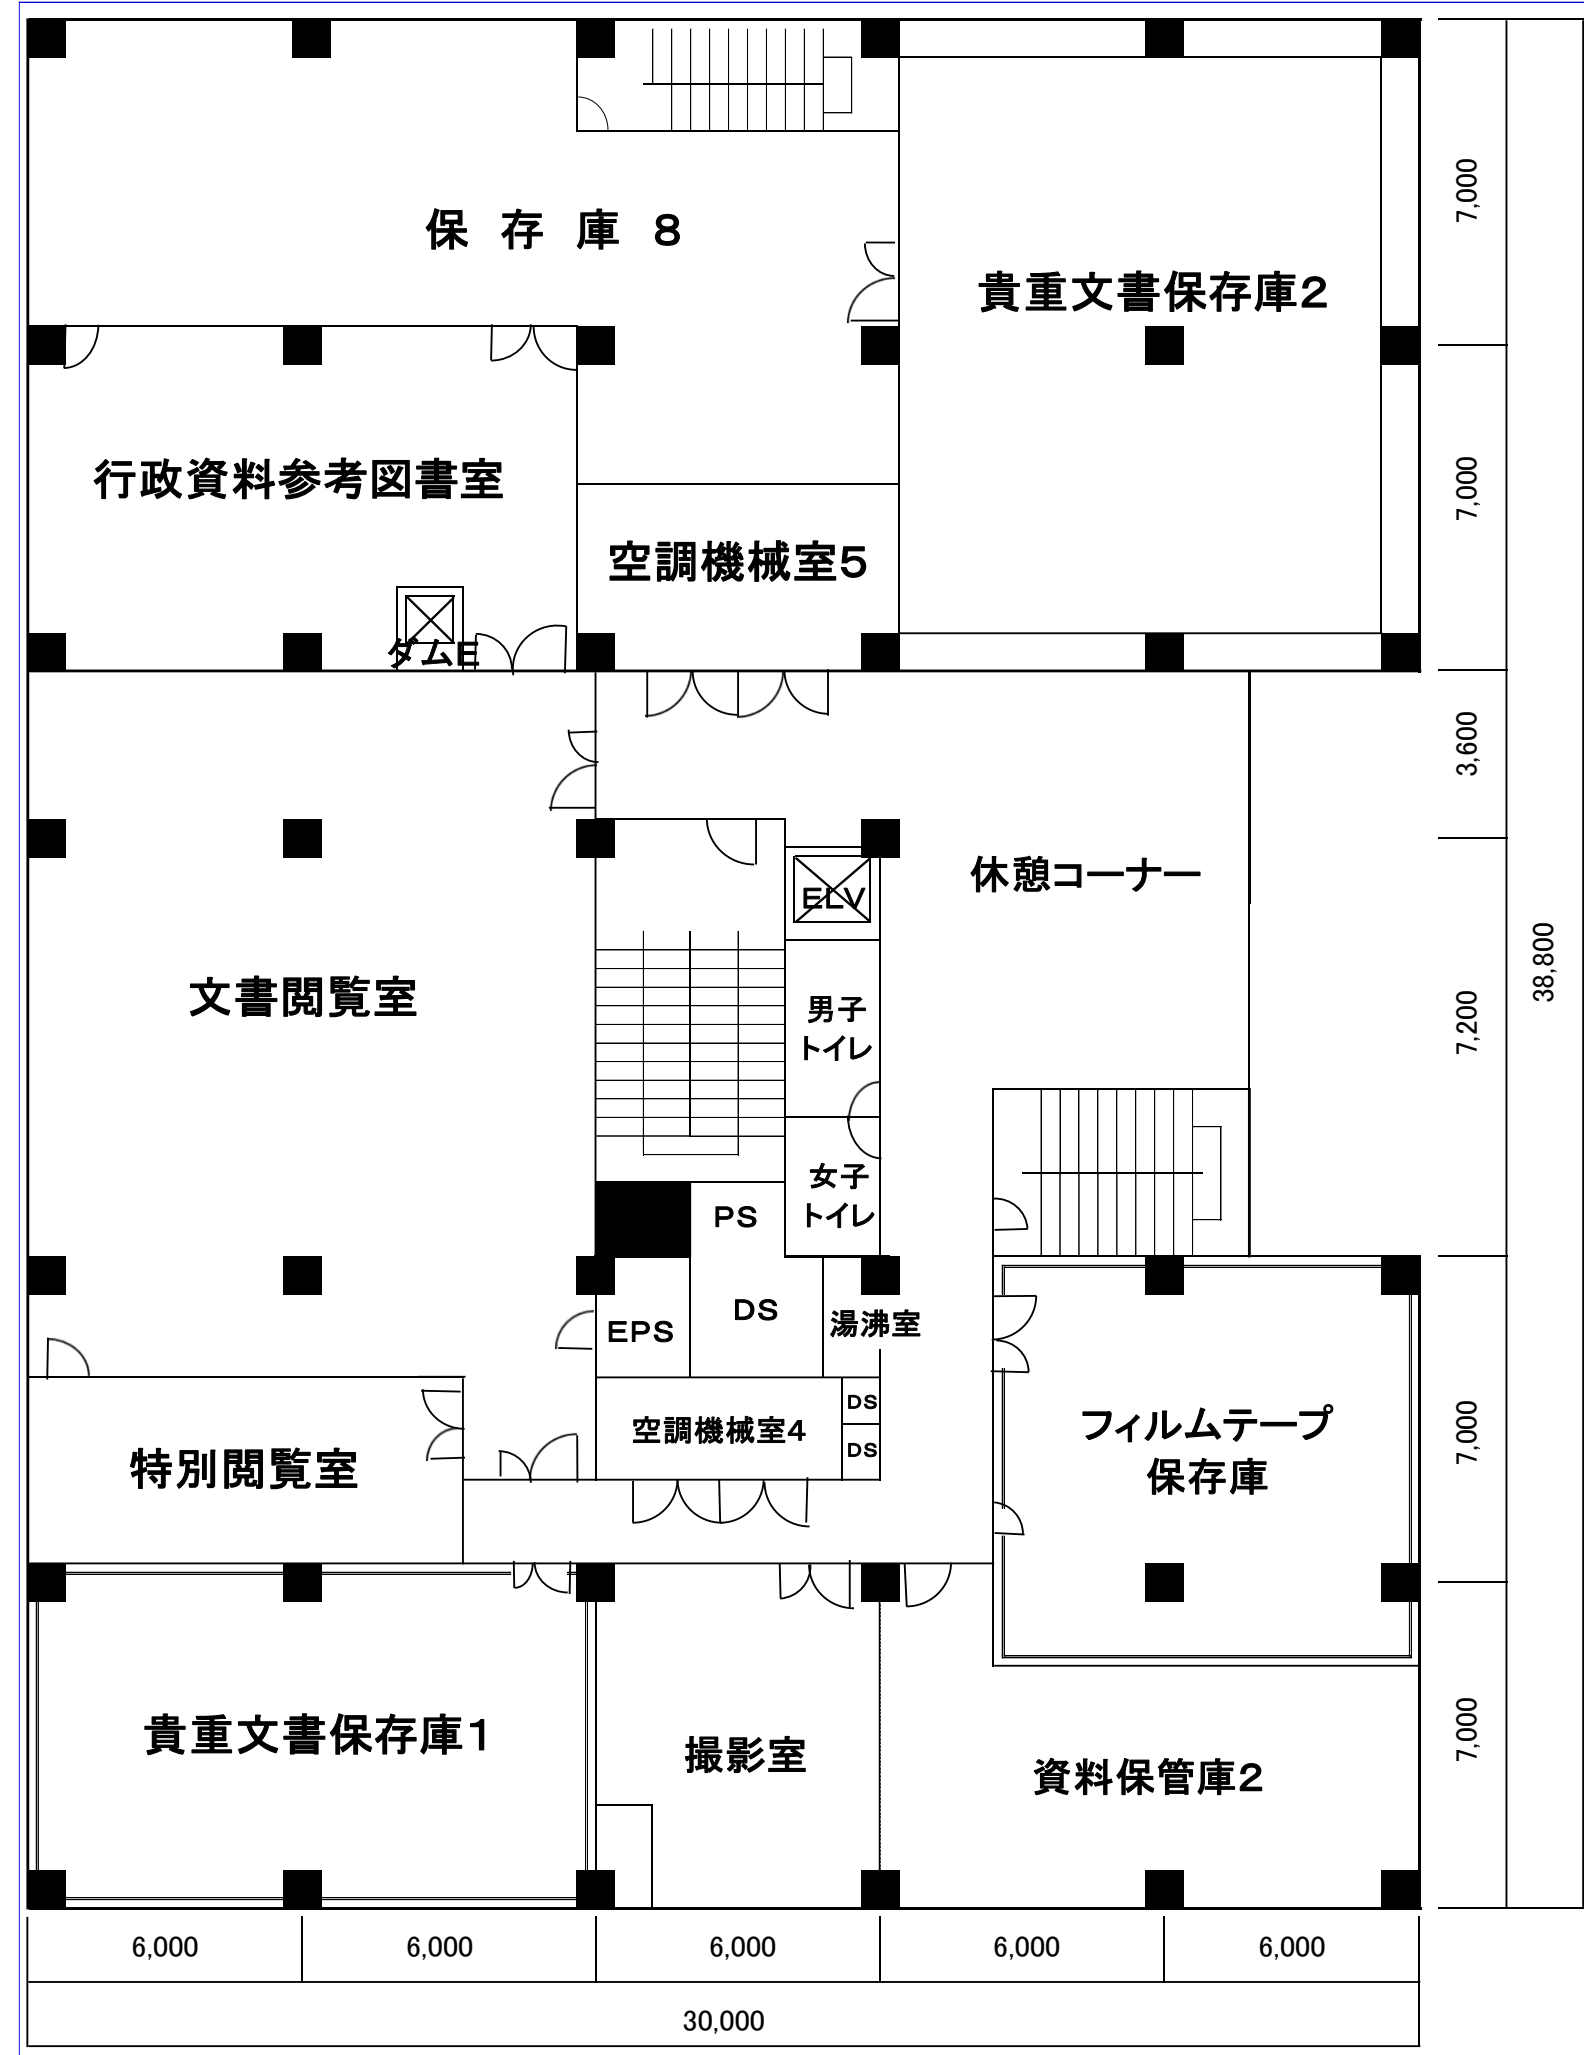 保 存 庫 8
貴重文書保存庫2
行政資料参考図書室
空調機械室5
ダムE
休憩コーナー
ELV
文書閲覧室
男子
トイレ
女子
トイレ
PS
DS
EPS
湯沸室
DS
DS
空調機械室4
フィルムテープ
保存庫
特別閲覧室
貴重文書保存庫1
撮影室
資料保管庫2
7,000
7,000
3,600
7,200
7,000
7,000
38,800
6,000
6,000
6,000
6,000
6,000
30,000